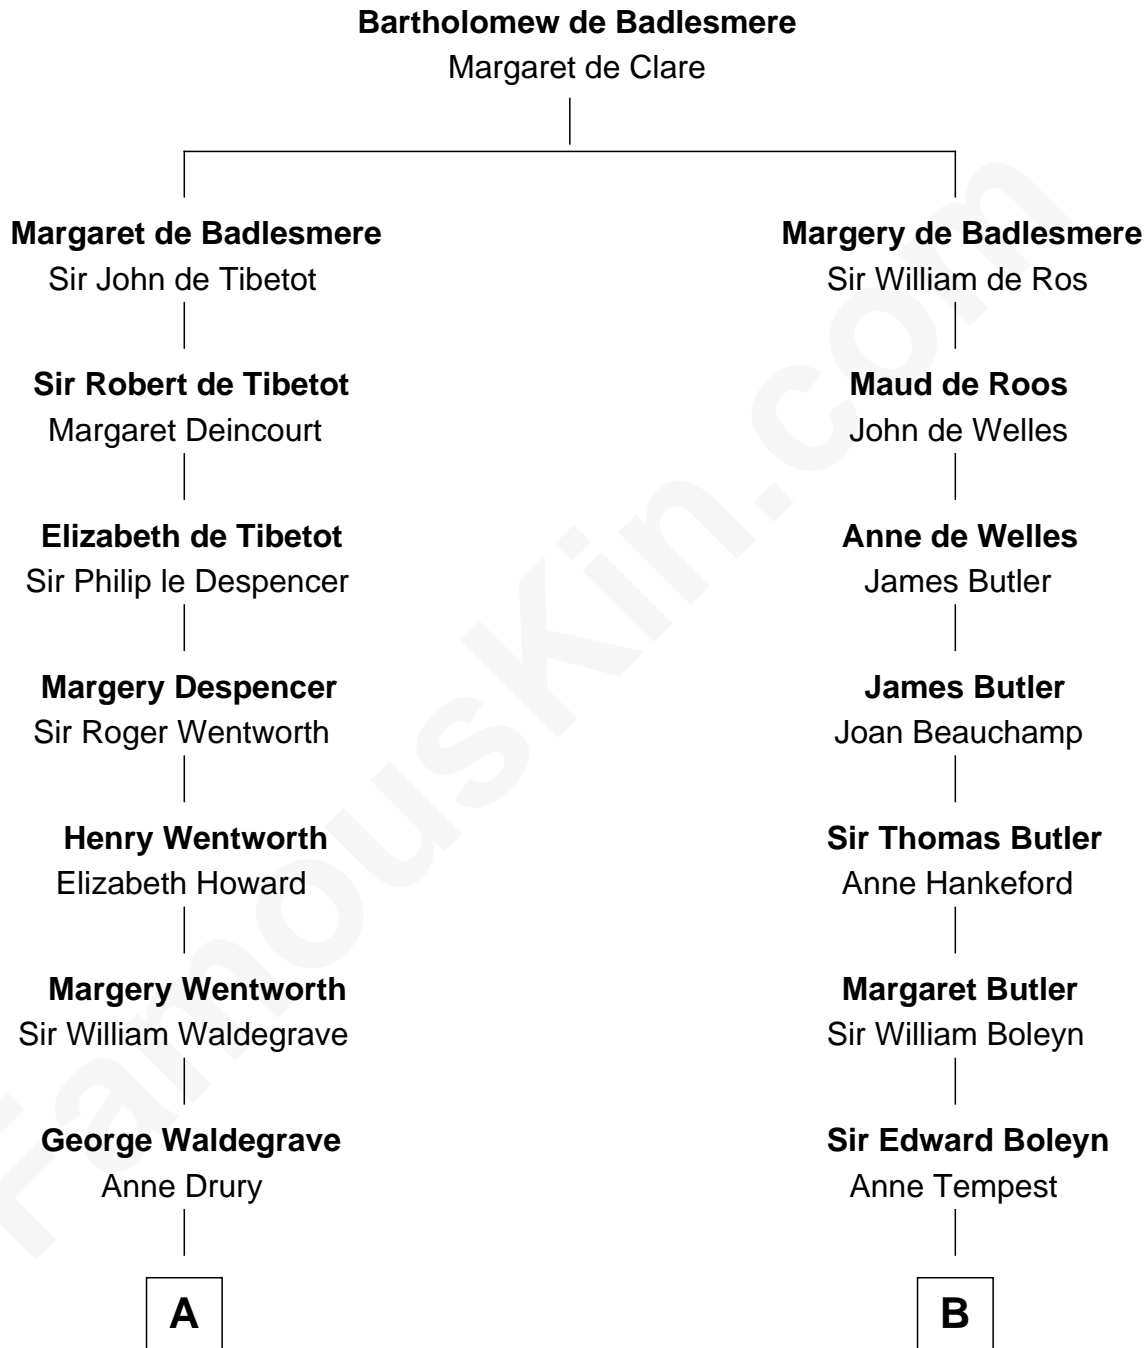 Bartholomew de Badlesmere
Margaret de Clare
Margaret de Badlesmere
Sir John de Tibetot
Margery de Badlesmere
Sir William de Ros
Sir Robert de Tibetot
Margaret Deincourt
Maud de Roos
John de Welles
Elizabeth de Tibetot
Sir Philip le Despencer
Anne de Welles
James Butler
Margery Despencer
Sir Roger Wentworth
James Butler
Joan Beauchamp
Henry Wentworth
Elizabeth Howard
Sir Thomas Butler
Anne Hankeford
Margery Wentworth
Sir William Waldegrave
Margaret Butler
Sir William Boleyn
George Waldegrave
Anne Drury
Sir Edward Boleyn
Anne Tempest
A
B
FamousKin.com